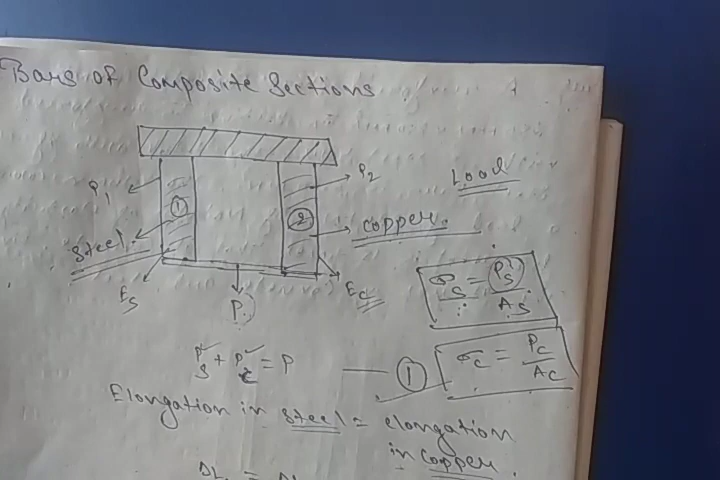 Bars of Composite Sections
P1
P2
Load
1
2
steel.
copper.
Es
P
Ec
σs = Ps / As
Ps + Pc = P
1
σc = Pc / Ac
Elongation in steel = elongation
in copper.